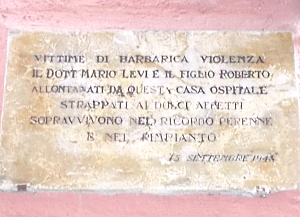 VITTIME DI BARBARICA VIOLENZA
IL DOTT MARIO LEVI E IL FIGLIO ROBERTO
ALLONTANATI DA QUESTA CASA OSPITALE
STRAPPATI AI DOLCI AFFETTI
SOPRAVVIVONO NEL RICORDO PERENNE
E NEL RIMPIANTO
15 SETTEMBRE 1945